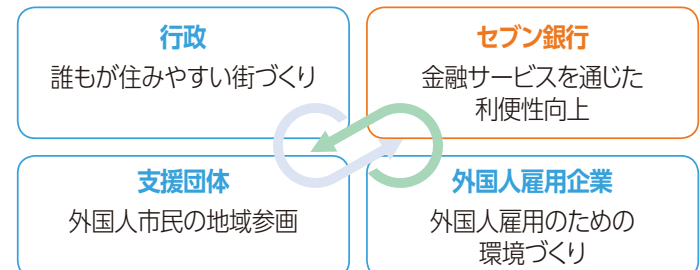 行政
誰もが住みやすい街づくり
セブン銀行
金融サービスを通じた
利便性向上
支援団体
外国人市民の地域参画
外国人雇用企業
外国人雇用のための
環境づくり